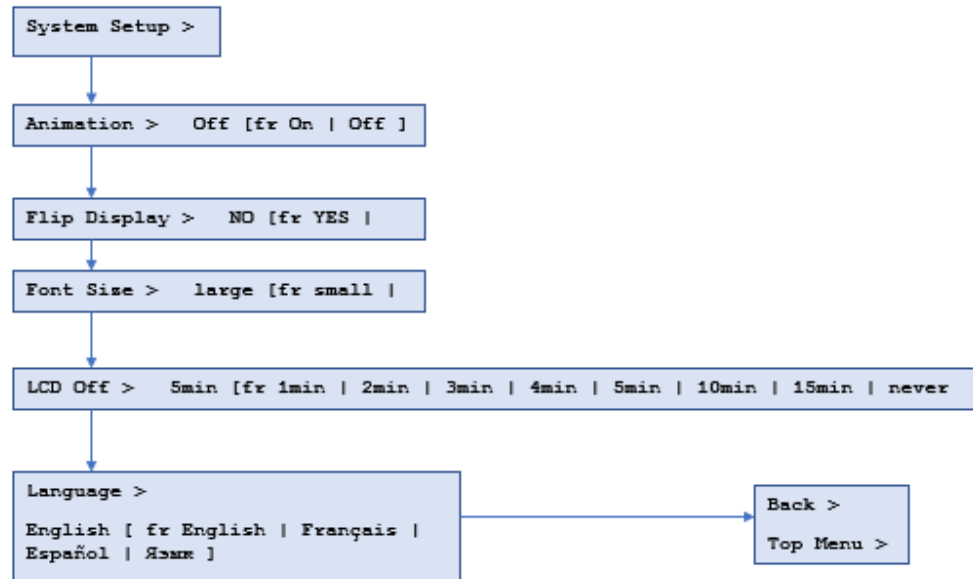 System Setup >
Animation > Off [fr On | Off ]
Flip Display > NO [fr YES |
Font Size > large [fr small |
LCD Off > 5min [fr 1min | 2min | 3min | 4min | 5min | 10min | 15min | never
Language >
English [ fr English | Français |
Español | Язык ]
Back >
Top Menu >